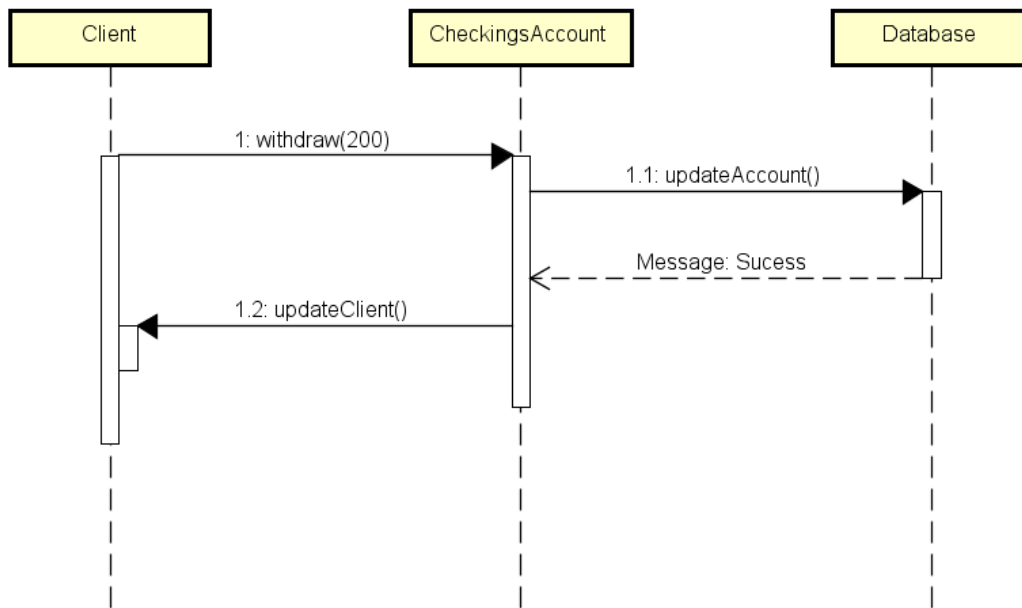 Client
CheckingsAccount
Database
1: withdraw(200)
1.1: updateAccount()
Message: Sucess
1.2: updateClient()